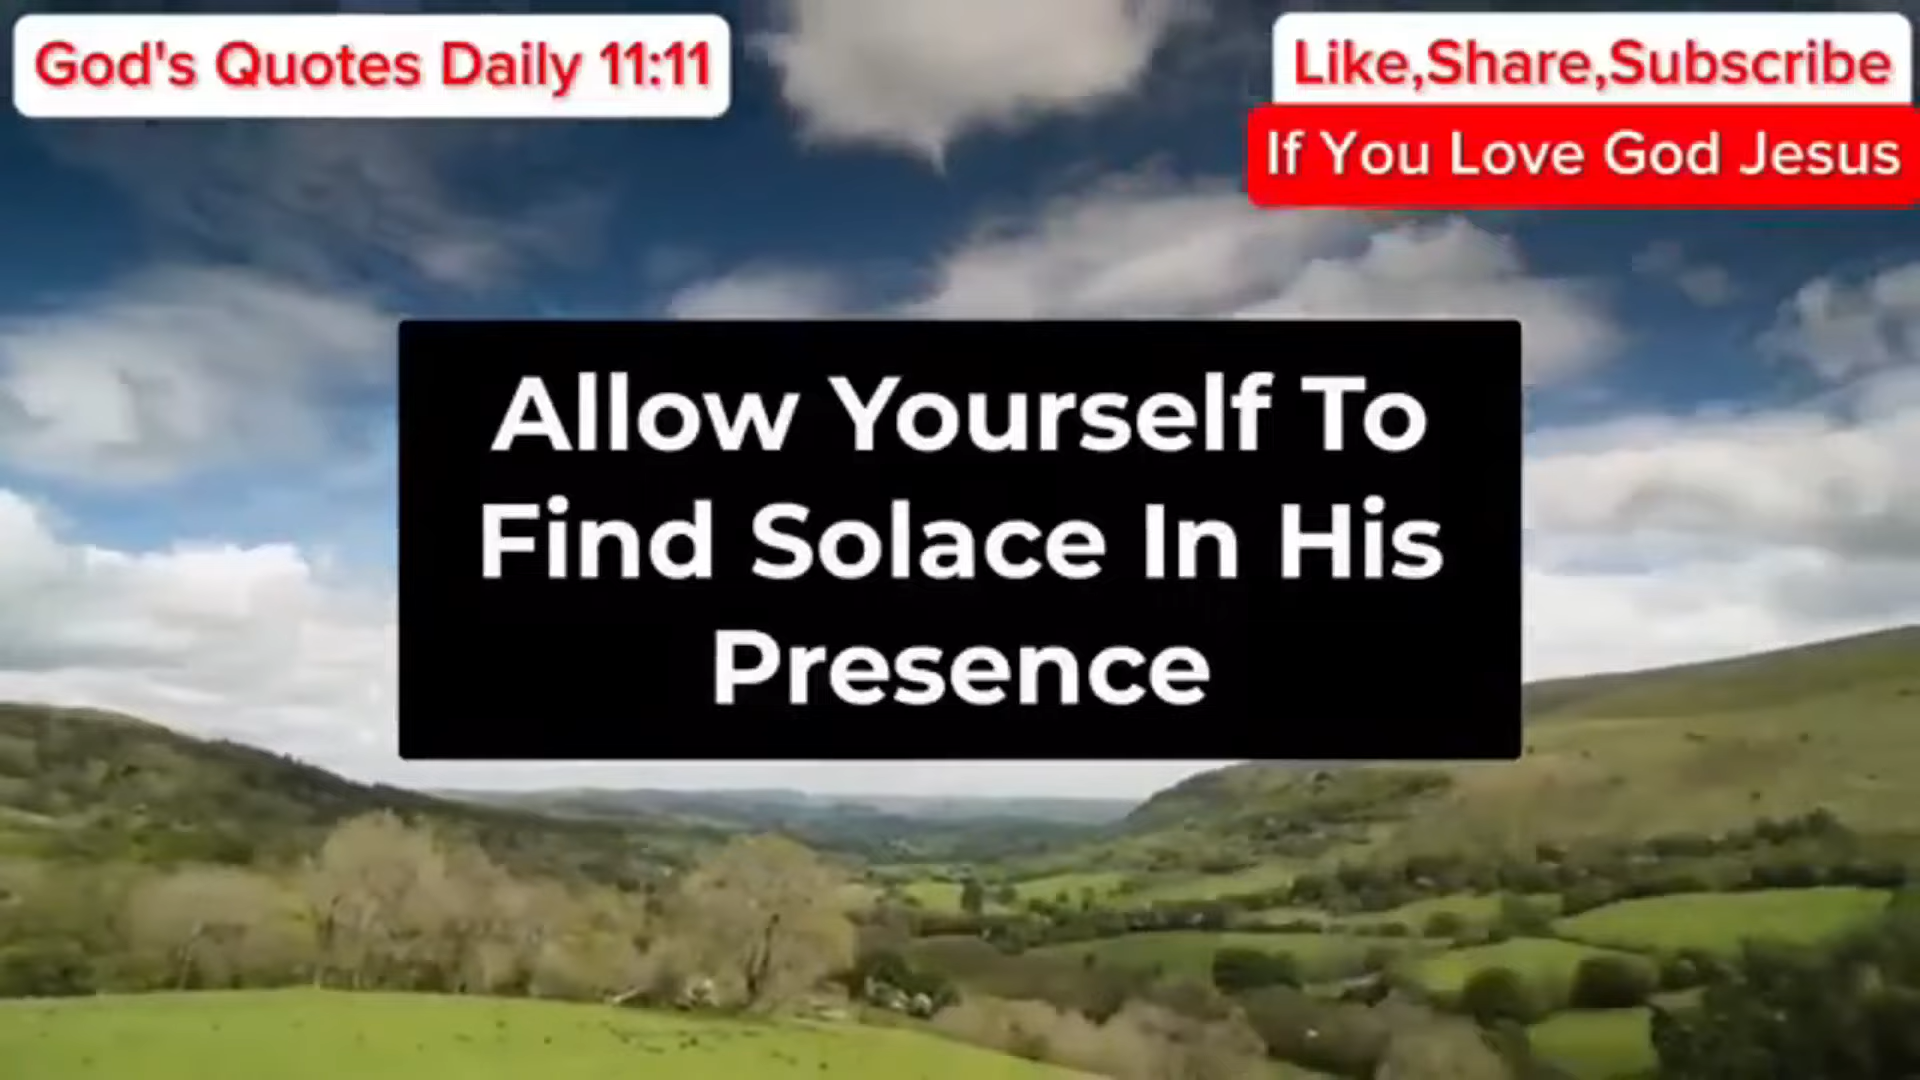 God's Quotes Daily 11:11
Like,Share,Subscribe
If You Love God Jesus
Allow Yourself To
Find Solace In His
Presence